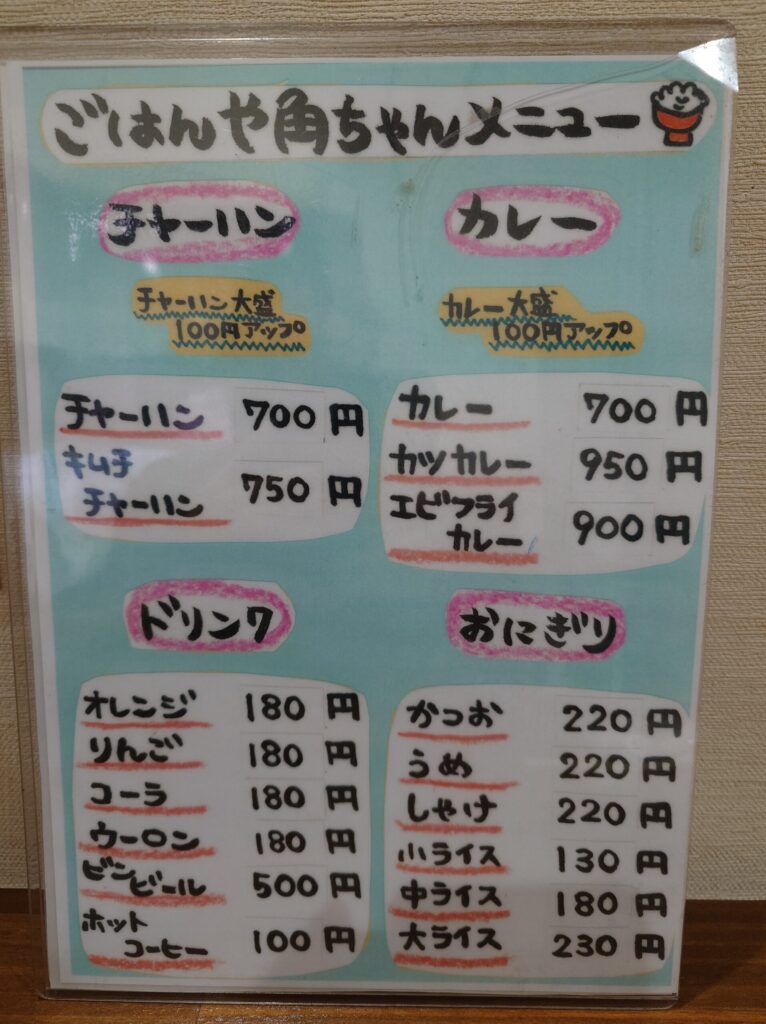 ごはんや角ちゃんメニュー
チャーハン
チャーハン大盛
100円アップ
チャーハン 700円
キムチ
チャーハン 750円
カレー
カレー大盛
100円アップ
カレー 700円
カツカレー 950円
エビフライ
カレー 900円
ドリンク
オレンジ 180円
りんご 180円
コーラ 180円
ウーロン 180円
ビン
ビール 500円
ホット
コーヒー 100円
おにぎり
かつお 220円
うめ 220円
しゃけ 220円
小ライス 130円
中ライス 180円
大ライス 230円